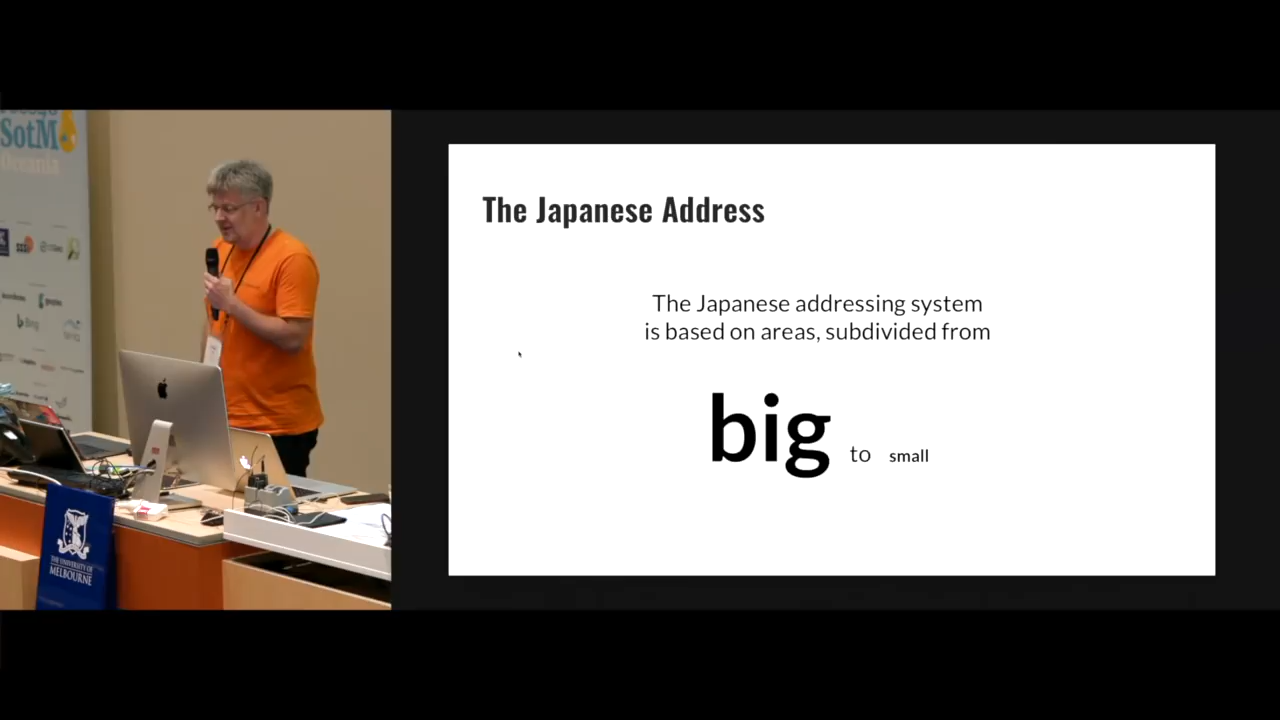 SotM
Oceania
THE UNIVERSITY OF
MELBOURNE
The Japanese Address
The Japanese addressing system
is based on areas, subdivided from
big to small